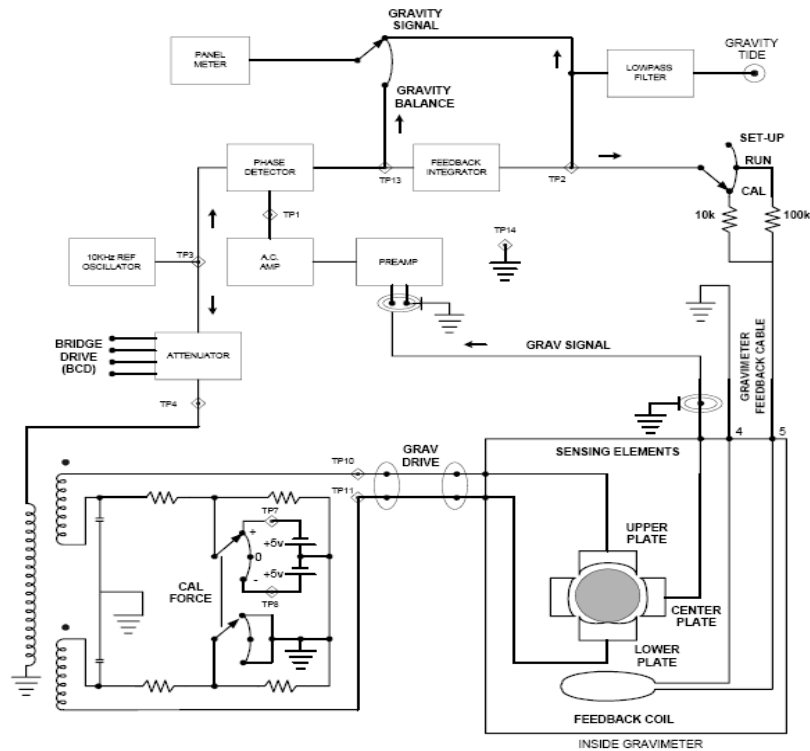 GRAVITY
SIGNAL
PANEL
METER
GRAVITY
BALANCE
LOWPASS
FILTER
GRAVITY
TIDE
PHASE
DETECTOR
TP13
FEEDBACK
INTEGRATOR
TP2
SET-UP
RUN
CAL
10k
100k
TP1
10KHz REF
OSCILLATOR
TP3
A.C.
AMP
PREAMP
TP14
BRIDGE
DRIVE
(BCD)
ATTENUATOR
TP4
GRAV SIGNAL
GRAVIMETER
FEEDBACK CABLE
4
5
GRAV
DRIVE
TP10
TP11
SENSING ELEMENTS
TP7
+
+5v
0
+5v
-
TP8
CAL
FORCE
UPPER
PLATE
CENTER
PLATE
LOWER
PLATE
FEEDBACK COIL
INSIDE GRAVIMETER